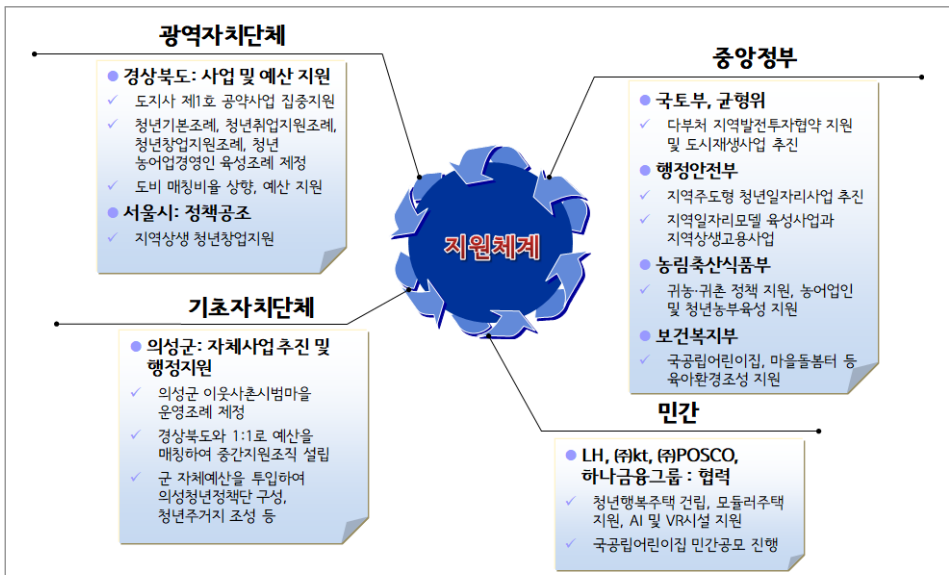 광역자치단체
경상북도: 사업 및 예산 지원
도지사 제1호 공약사업 집중지원
청년기본조례, 청년취업지원조례,
청년창업지원조례, 청년
농어업경영인 육성조례 제정
도비 매칭비율 상향, 예산 지원
서울시: 정책공조
지역상생 청년창업지원
중앙정부
국토부, 균형위
다부처 지역발전투자협약 지원
및 도시재생사업 추진
행정안전부
지역주도형 청년일자리사업 추진
지역일자리모델 육성사업과
지역상생고용사업
농림축산식품부
귀농·귀촌 정책 지원, 농어업인
및 청년농부육성 지원
보건복지부
국공립어린이집, 마을돌봄터 등
육아환경조성 지원
지원체계
기초자치단체
의성군: 자체사업 추진 및
행정지원
의성군 이웃사촌시범마을
운영조례 제정
경상북도와 1:1로 예산을
매칭하여 중간지원조직 설립
군 자체예산을 투입하여
의성청년정책단 구성,
청년주거지 조성 등
민간
LH, ㈜kt, ㈜POSCO,
하나금융그룹 : 협력
청년행복주택 건립, 모듈러주택
지원, AI 및 VR시설 지원
국공립어린이집 민간공모 진행